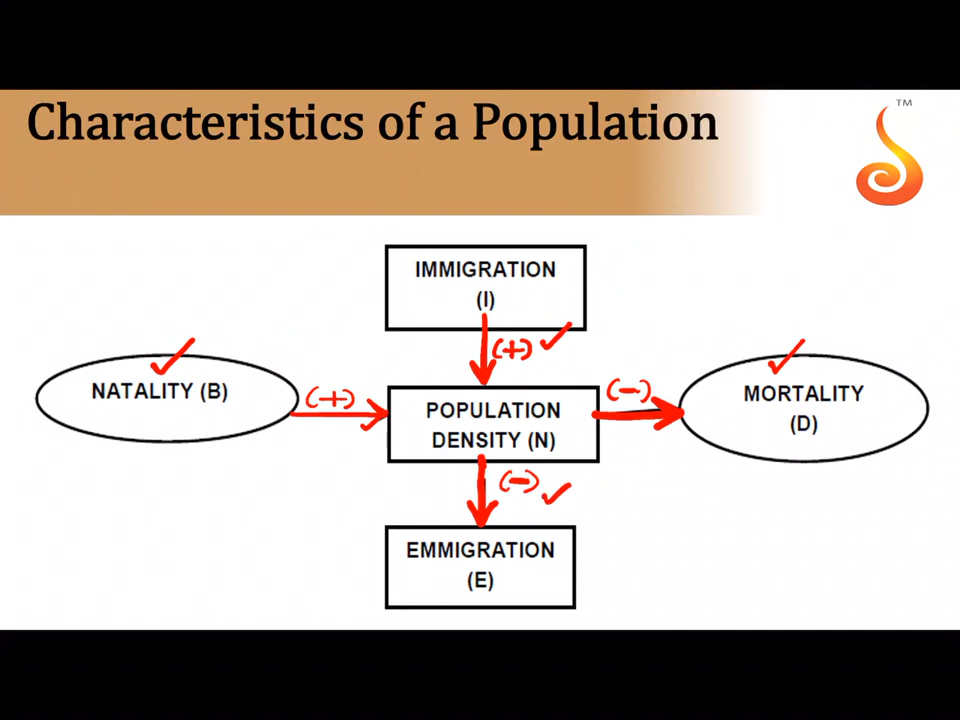 Characteristics of a Population
TM
IMMIGRATION
(I)
(+)
NATALITY (B)
(+)
POPULATION
DENSITY (N)
(-)
MORTALITY
(D)
(-)
EMMIGRATION
(E)